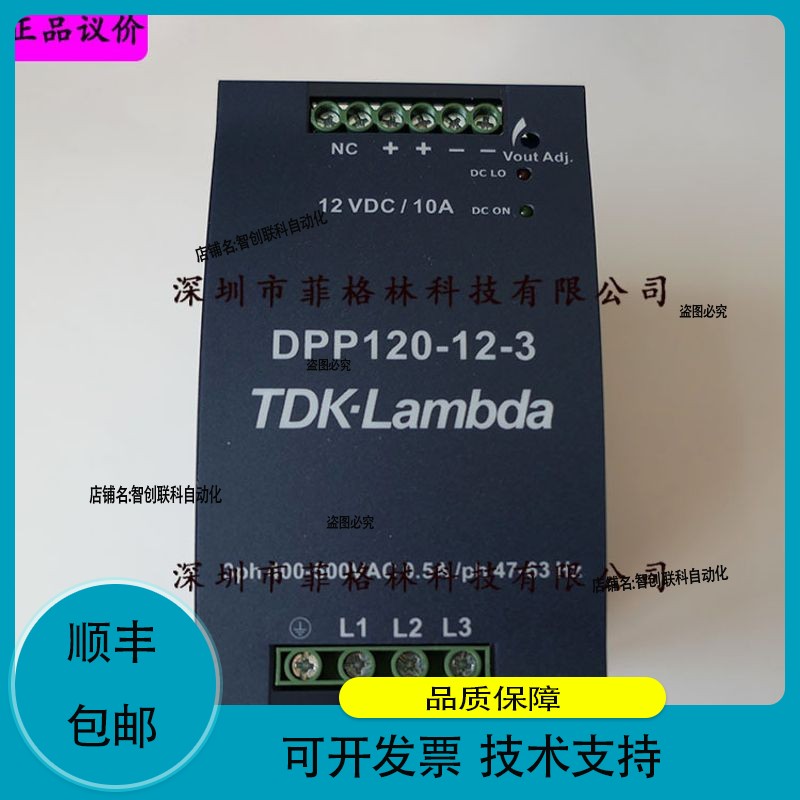 正品议价
NC + + − −
Vout Adj.
DC LO
12 VDC / 10A
DC ON
店铺名:智创联科自动化
深圳市菲格林科技有限公司
盗图必究
DPP120-12-3
盗图必究
TDK·Lambda
店铺名:智创联科自动化
盗图必究
深圳市菲格林科技有限公司
47-63 Hz
店铺名:智创联科自动化
L1 L2 L3
顺丰
包邮
品质保障
可开发票 技术支持